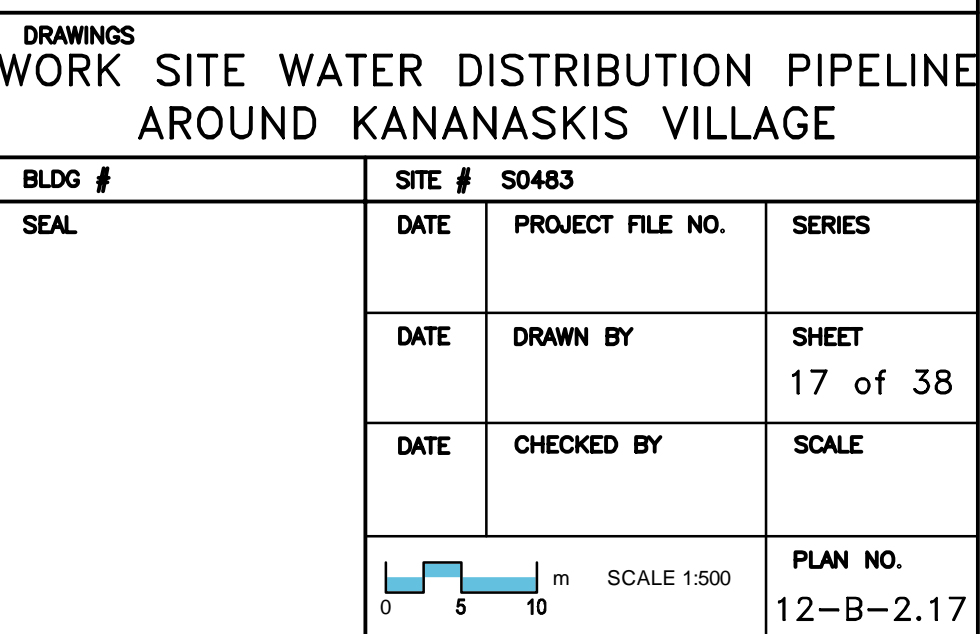 DRAWINGS
WORK SITE WATER DISTRIBUTION PIPELINE
AROUND KANANASKIS VILLAGE
BLDG #
SITE # S0483
SEAL
DATE PROJECT FILE NO. SERIES
DATE DRAWN BY SHEET
17 of 38
DATE CHECKED BY SCALE
m SCALE 1:500
0 5 10
PLAN NO.
12-B-2.17